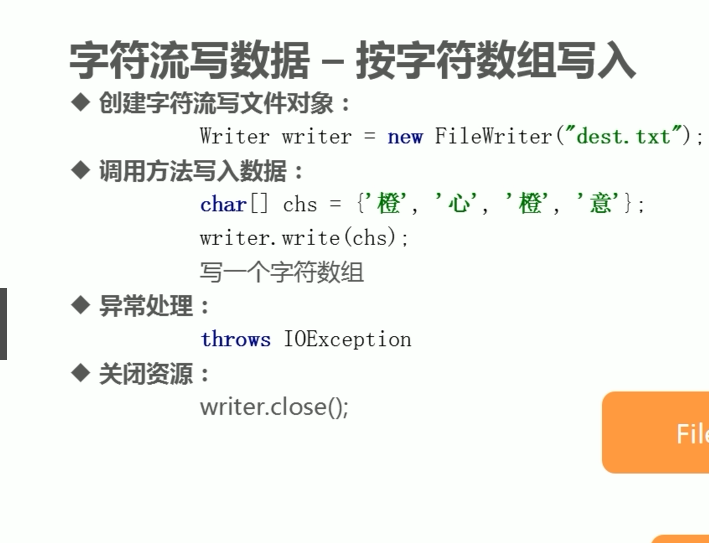 字符流写数据 – 按字符数组写入
◆ 创建字符流写文件对象：
Writer writer = new FileWriter("dest.txt");
◆ 调用方法写入数据：
char[] chs = {'橙', '心', '橙', '意'};
writer.write(chs);
写一个字符数组
◆ 异常处理：
throws IOException
◆ 关闭资源：
writer.close();